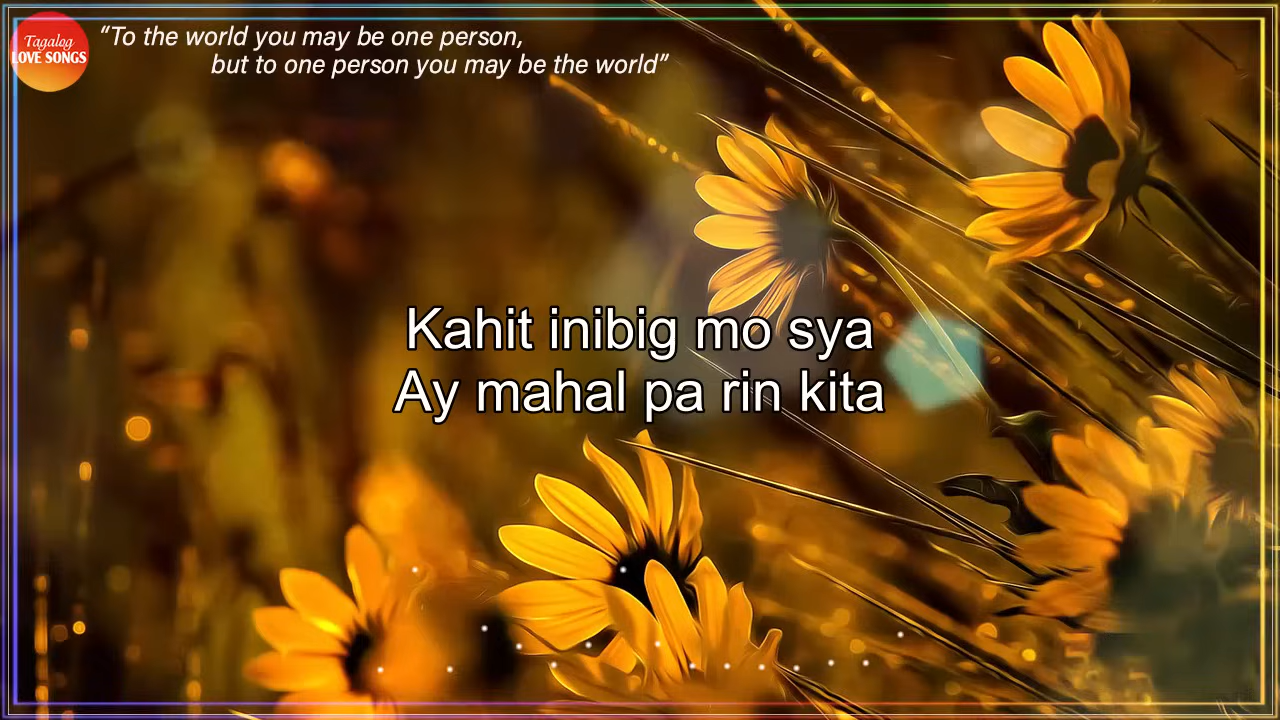 Tagalog
LOVE SONGS
“To the world you may be one person,
but to one person you may be the world”
Kahit inibig mo sya
Ay mahal pa rin kita